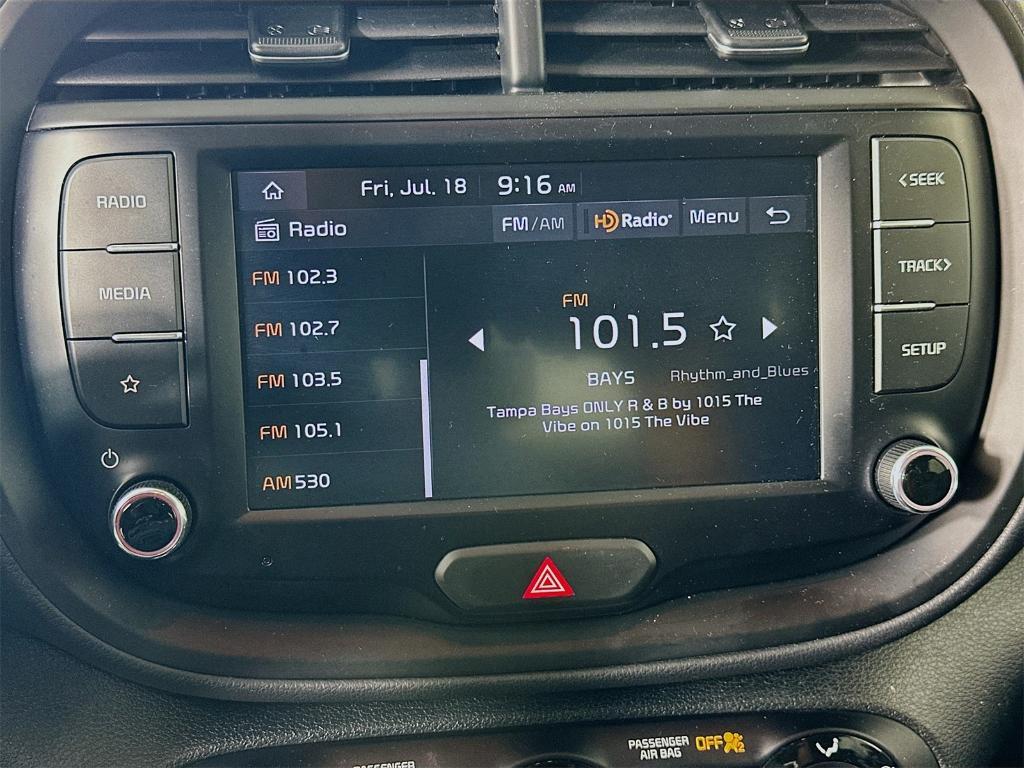 Fri, Jul. 18 9:16 AM
Radio FM/AM HD Radio Menu
RADIO
MEDIA
FM 102.3
FM 102.7
FM 103.5
FM 105.1
AM 530
FM
101.5
BAYS Rhythm_and_Blues
Tampa Bays ONLY R & B by 1015 The
Vibe on 1015 The Vibe
<SEEK
TRACK>
SETUP
PASSENGER
AIR BAG OFF
PASSENGER